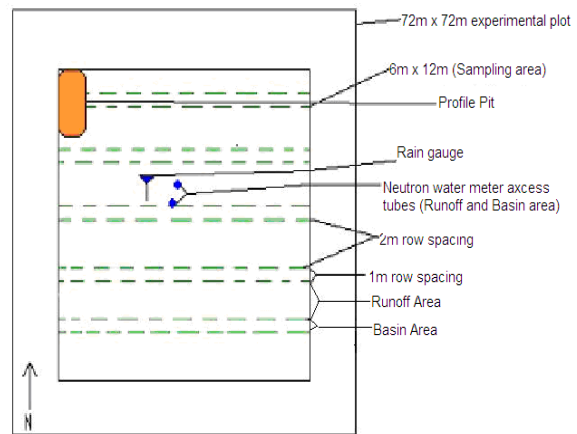 72m x 72m experimental plot
6m x 12m (Sampling area)
Profile Pit
Rain gauge
Neutron water meter axcess
tubes (Runoff and Basin area)
2m row spacing
1m row spacing
Runoff Area
Basin Area
N